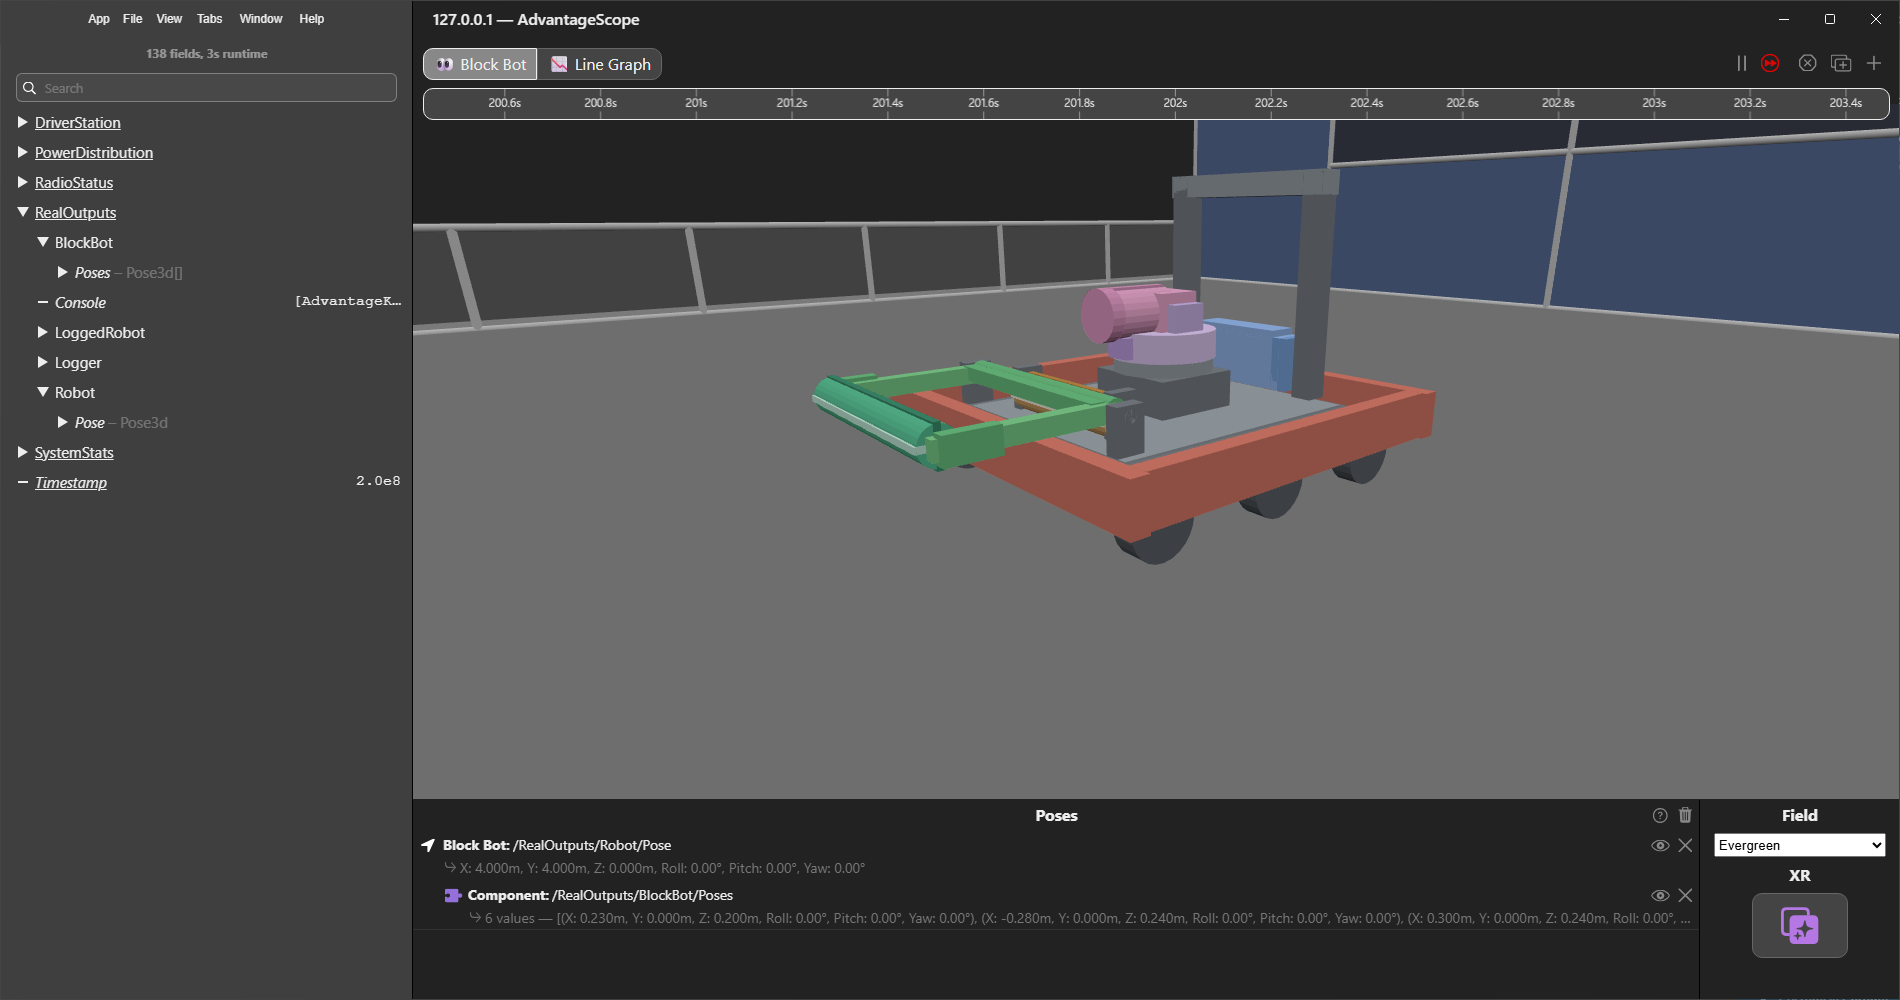 App File View Tabs Window Help
127.0.0.1 — AdvantageScope
138 fields, 3s runtime
Block Bot
Line Graph
Search
200.6s 200.8s 201s 201.2s 201.4s 201.6s 201.8s 202s 202.2s 202.4s 202.6s 202.8s 203s 203.2s 203.4s
DriverStation
PowerDistribution
RadioStatus
RealOutputs
BlockBot
Poses – Pose3d[]
Console [AdvantageK...
LoggedRobot
Logger
Robot
Pose – Pose3d
SystemStats
Timestamp 2.0e8
Poses
Block Bot: /RealOutputs/Robot/Pose
X: 4.000m, Y: 4.000m, Z: 0.000m, Roll: 0.00°, Pitch: 0.00°, Yaw: 0.00°
Component: /RealOutputs/BlockBot/Poses
6 values — [(X: 0.230m, Y: 0.000m, Z: 0.200m, Roll: 0.00°, Pitch: 0.00°, Yaw: 0.00°), (X: -0.280m, Y: 0.000m, Z: 0.240m, Roll: 0.00°, Pitch: 0.00°, Yaw: 0.00°), (X: 0.300m, Y: 0.000m, Z: 0.240m, Roll: 0.00°, ...
Field
Evergreen
XR